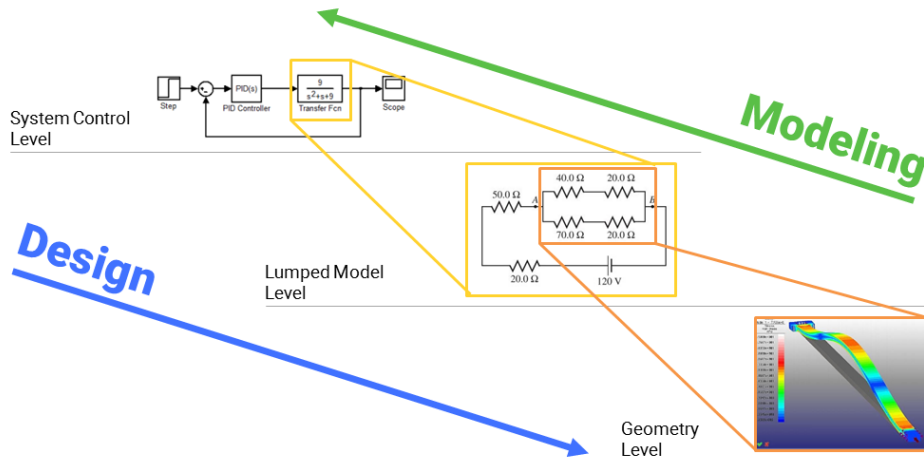 Modeling
9
s²+s+9
PID(s)
Step
PID Controller
Transfer Fcn
Scope
System Control
Level
40.0 Ω
20.0 Ω
50.0 Ω
A
B
70.0 Ω
20.0 Ω
20.0 Ω
120 V
Design
Lumped Model
Level
Geometry
Level